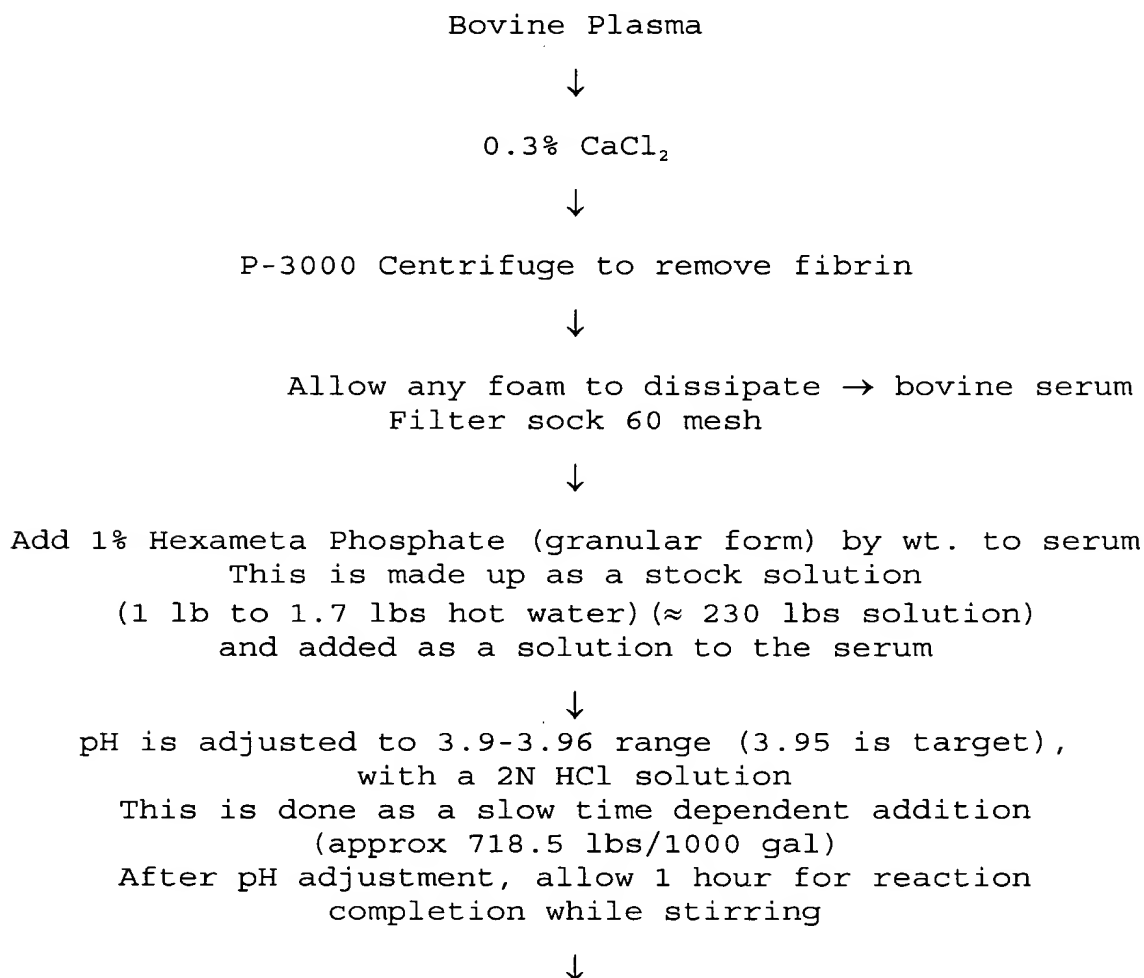 Bovine Plasma
↓
0.3% CaCl₂
↓
P-3000 Centrifuge to remove fibrin
↓
Allow any foam to dissipate → bovine serum
Filter sock 60 mesh
↓
Add 1% Hexameta Phosphate (granular form) by wt. to serum
This is made up as a stock solution
(1 lb to 1.7 lbs hot water)(≈ 230 lbs solution)
and added as a solution to the serum
↓
pH is adjusted to 3.9-3.96 range (3.95 is target),
with a 2N HCl solution
This is done as a slow time dependent addition
(approx 718.5 lbs/1000 gal)
After pH adjustment, allow 1 hour for reaction
completion while stirring
↓